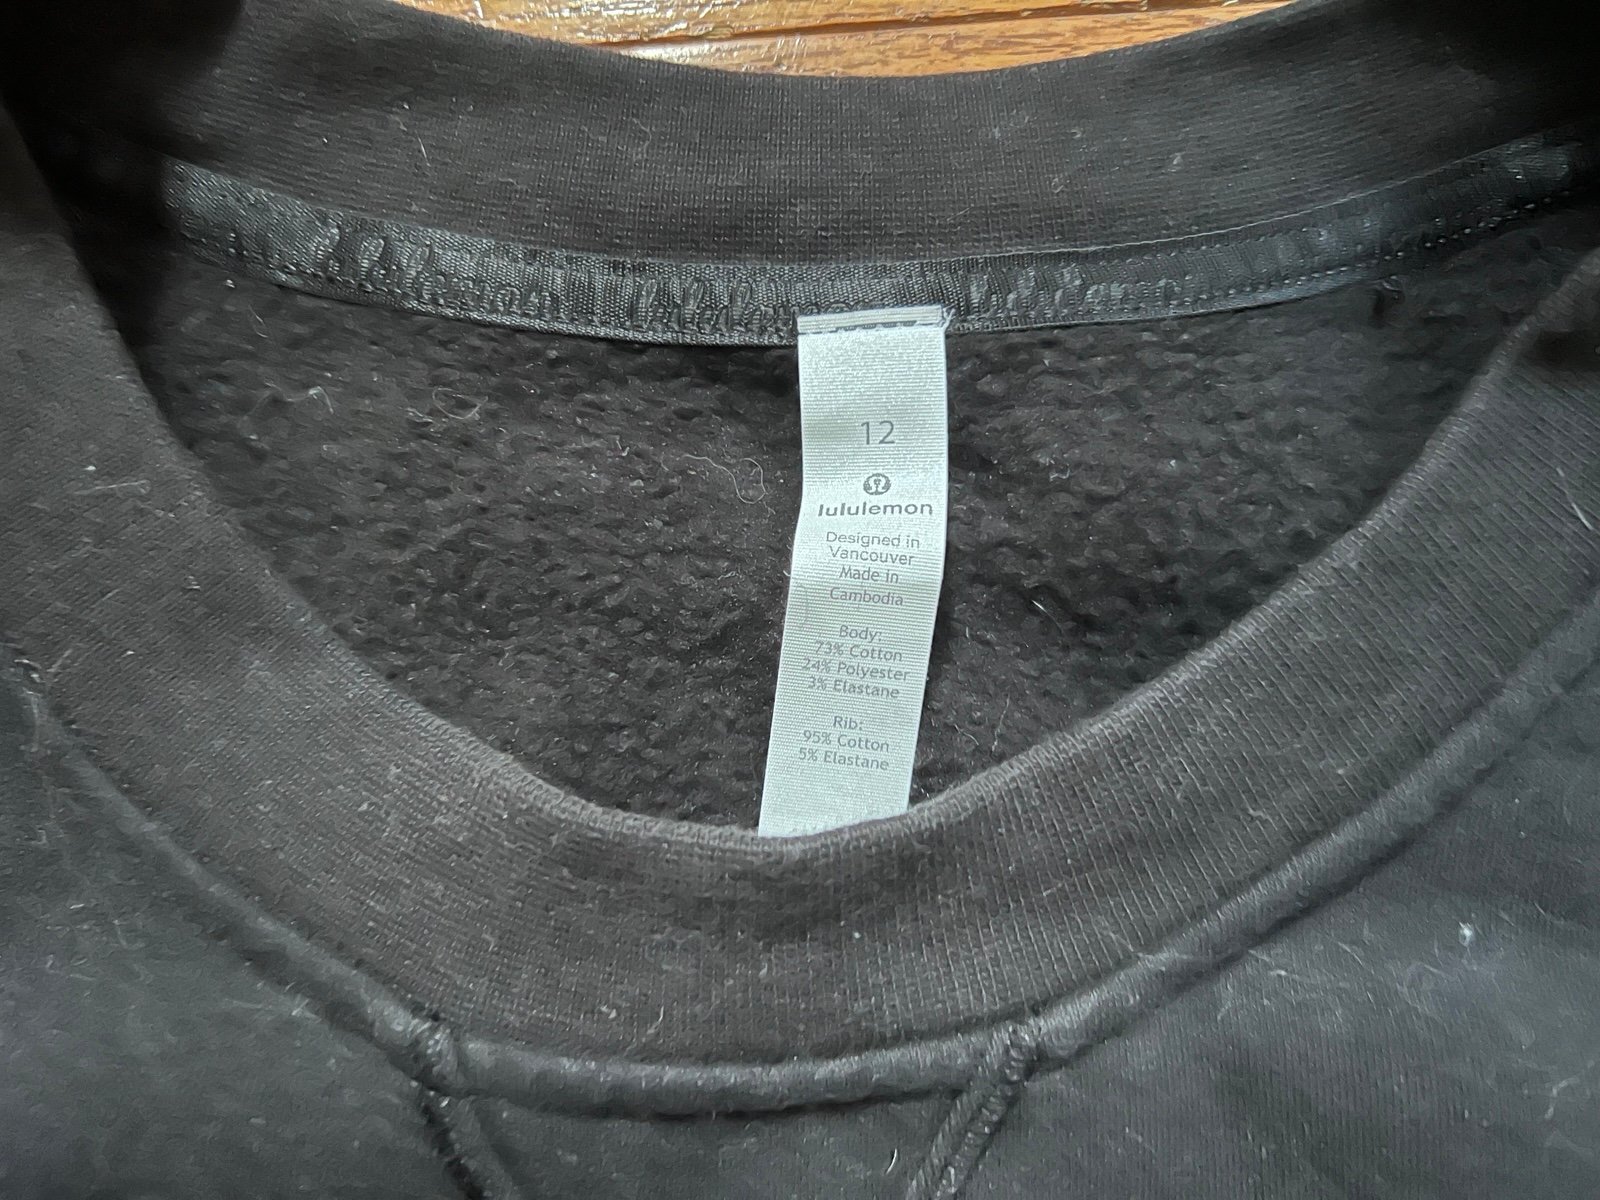 12
lululemon
Designed in
Vancouver
Made in
Cambodia
Body:
73% Cotton
24% Polyester
3% Elastane
Rib:
95% Cotton
5% Elastane